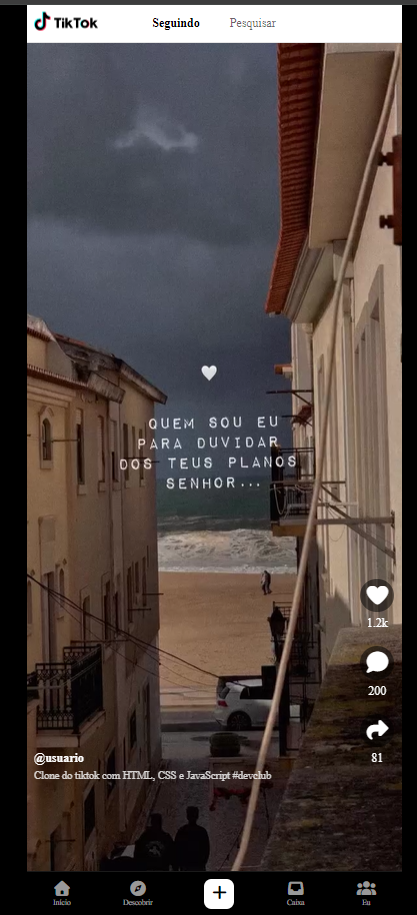 TikTok
Seguindo Pesquisar
QUEM SOU EU
PARA DUVIDAR
DOS TEUS PLANOS
SENHOR...
1.2k
200
81
@usuario
Clone do tiktok com HTML, CSS e JavaScript #devclub
Início Descobrir Caixa Eu